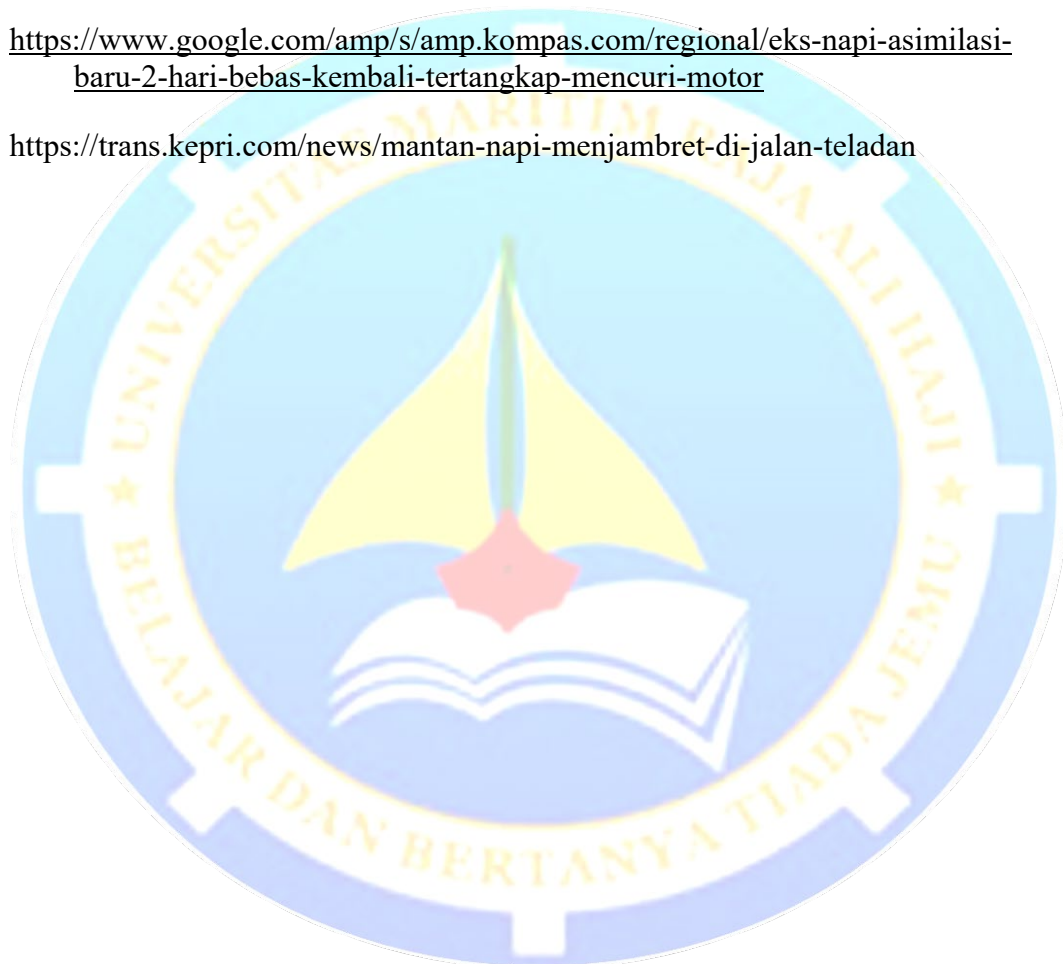 https://www.google.com/amp/s/amp.kompas.com/regional/eks-napi-asimilasi-
baru-2-hari-bebas-kembali-tertangkap-mencuri-motor
https://trans.kepri.com/news/mantan-napi-menjambret-di-jalan-teladan
UNIVERSITAS MARITIM RAJA ALI HAJI
BELAJAR DAN BERTANYA TIADA JEMU